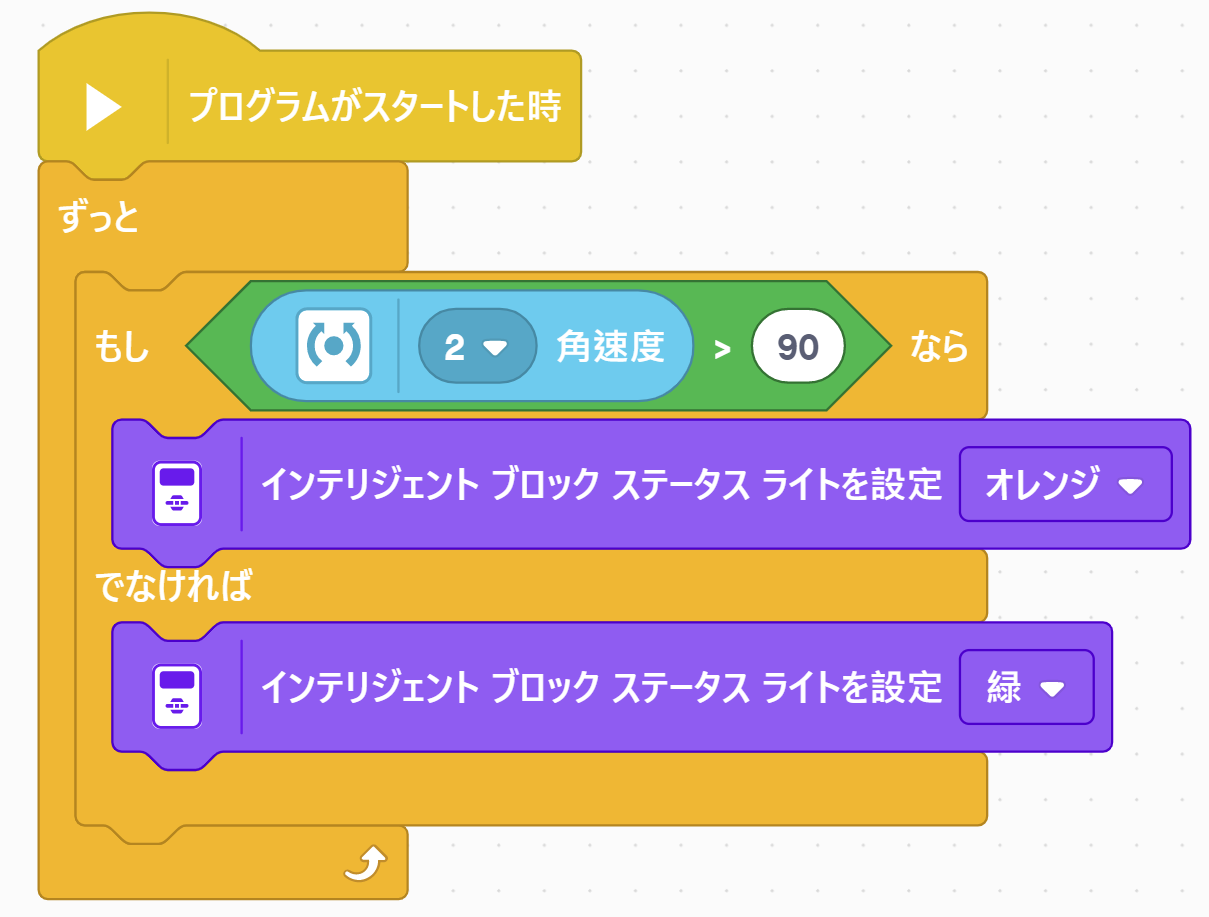 プログラムがスタートした時
ずっと
もし 2 角速度 > 90 なら
インテリジェント ブロック ステータス ライトを設定 オレンジ
でなければ
インテリジェント ブロック ステータス ライトを設定 緑